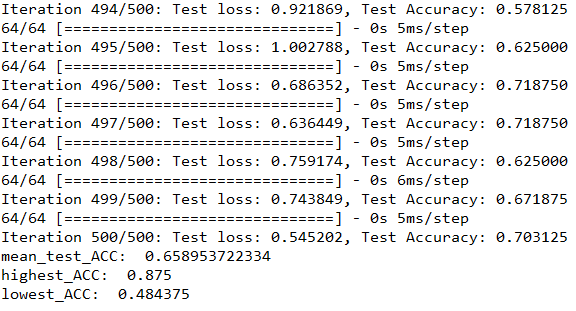 Iteration 494/500: Test loss: 0.921869, Test Accuracy: 0.578125
64/64 [==============================] - 0s 5ms/step
Iteration 495/500: Test loss: 1.002788, Test Accuracy: 0.625000
64/64 [==============================] - 0s 5ms/step
Iteration 496/500: Test loss: 0.686352, Test Accuracy: 0.718750
64/64 [==============================] - 0s 5ms/step
Iteration 497/500: Test loss: 0.636449, Test Accuracy: 0.718750
64/64 [==============================] - 0s 5ms/step
Iteration 498/500: Test loss: 0.759174, Test Accuracy: 0.625000
64/64 [==============================] - 0s 6ms/step
Iteration 499/500: Test loss: 0.743849, Test Accuracy: 0.671875
64/64 [==============================] - 0s 5ms/step
Iteration 500/500: Test loss: 0.545202, Test Accuracy: 0.703125
mean_test_ACC:  0.658953722334
highest_ACC:  0.875
lowest_ACC:  0.484375